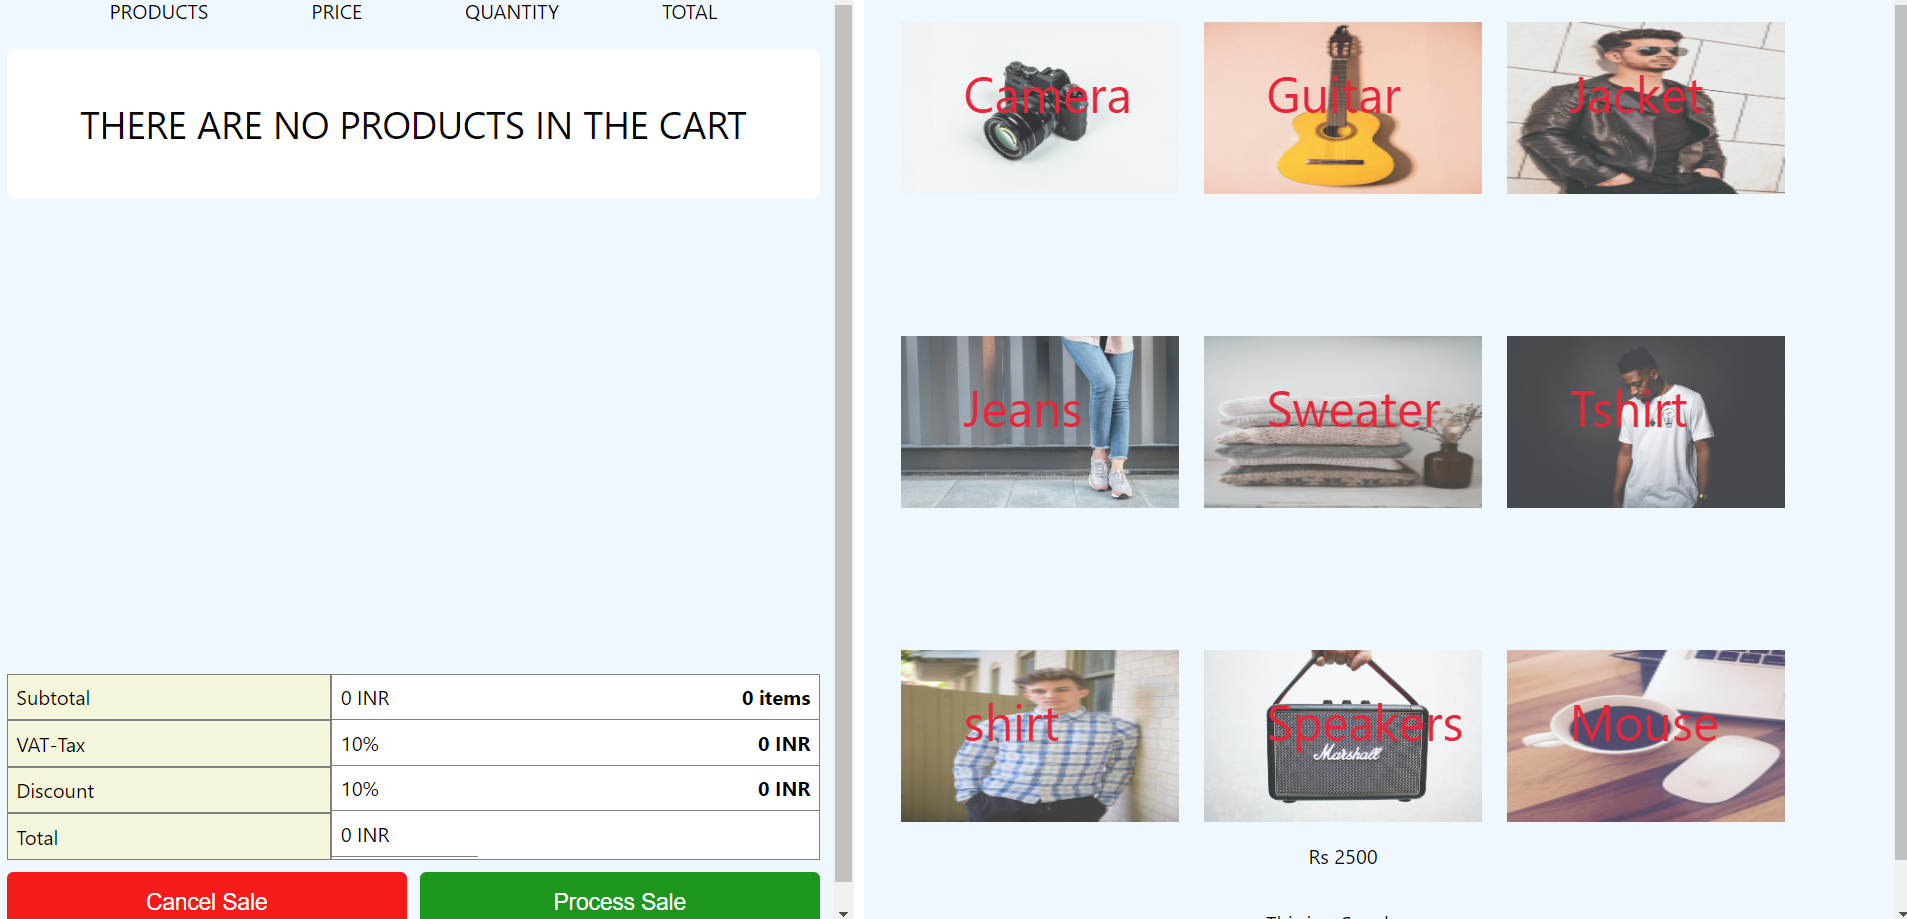 PRODUCTS PRICE QUANTITY TOTAL
THERE ARE NO PRODUCTS IN THE CART
Subtotal 0 INR 0 items
VAT-Tax 10% 0 INR
Discount 10% 0 INR
Total 0 INR
Cancel Sale Process Sale
Camera Guitar Jacket
Jeans Sweater Tshirt
shirt Speakers Mouse
Marshall
Rs 2500